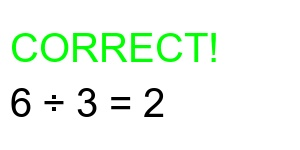 CORRECT!
6 ÷ 3 = 2